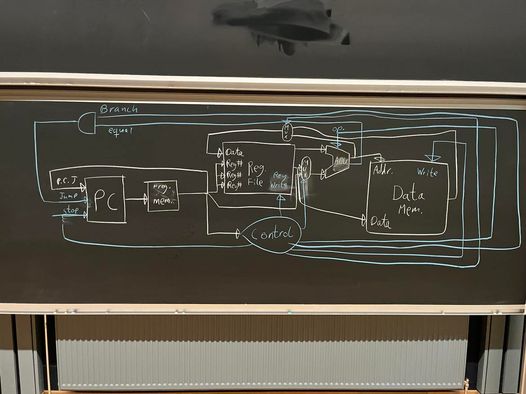 Branch
equal
op.
P.C. J.
Jump
stop
PC
Prog.
mem.
Data
Reg#
Reg#
Reg#
Reg.
File
Reg.
Write
ALU
Addr.
Write
Data
Mem.
Data
Control